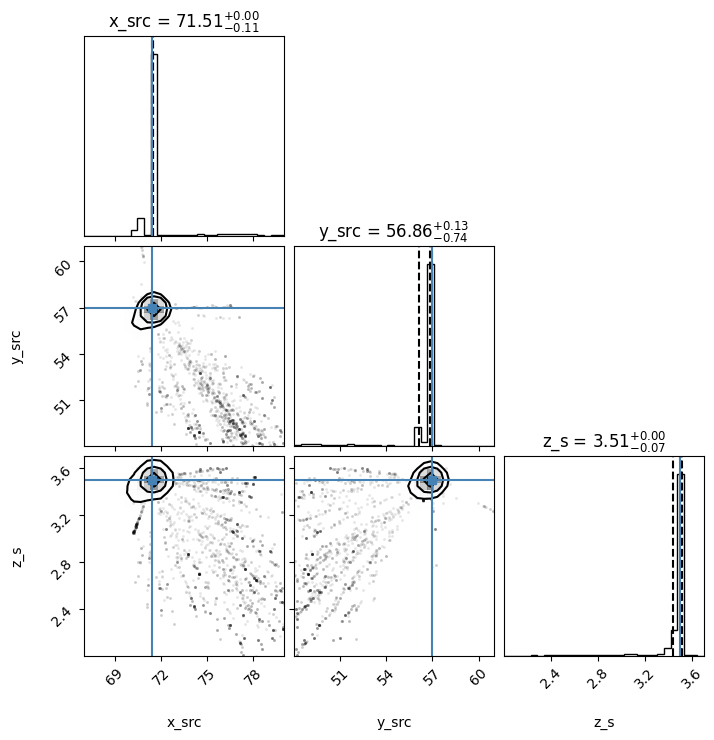 x_src = 71.51+0.00 −0.11
y_src = 56.86+0.13 −0.74
60
57
54
51
y_src
z_s = 3.51+0.00 −0.07
3.6
3.2
2.8
2.4
z_s
69 72 75 78 51 54 57 60 2.4 2.8 3.2 3.6
x_src y_src z_s